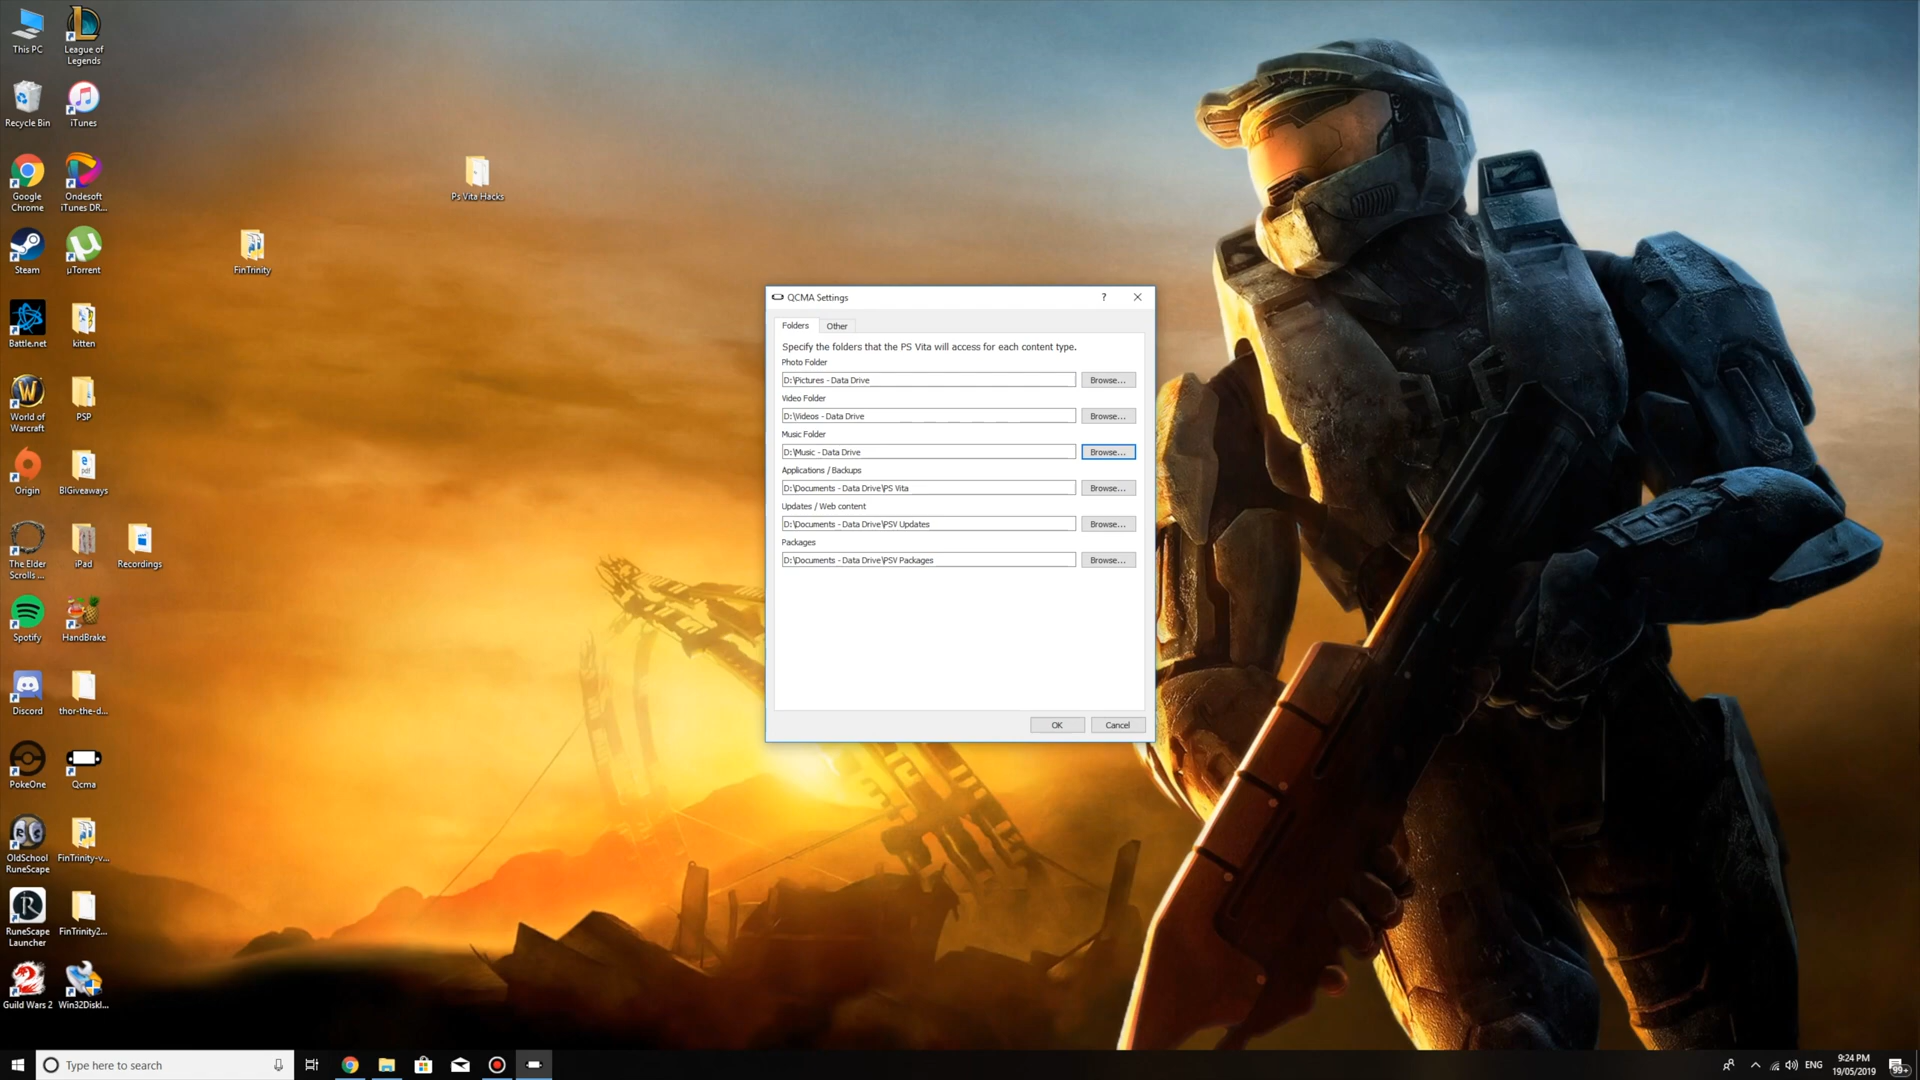 This PC
League of
Legends
Recycle Bin
iTunes
Google
Chrome
Ondesoft
iTunes DR...
Steam
µTorrent
Battle.net
kitten
World of
Warcraft
PSP
Origin
BIGiveaways
The Elder
Scrolls ...
iPad
Recordings
Spotify
HandBrake
Discord
thor-the-d...
PokeOne
Qcma
OldSchool
RuneScape
FinTrinity-v...
RuneScape
Launcher
FinTrinity2...
Guild Wars 2
Win32DiskI...
Ps Vita Hacks
FinTrinity
QCMA Settings
?
Folders
Other
Specify the folders that the PS Vita will access for each content type.
Photo Folder
D:\Pictures - Data Drive
Browse...
Video Folder
D:\Videos - Data Drive
Browse...
Music Folder
D:\Music - Data Drive
Browse...
Applications / Backups
D:\Documents - Data Drive\PS Vita
Browse...
Updates / Web content
D:\Documents - Data Drive\PSV Updates
Browse...
Packages
D:\Documents - Data Drive\PSV Packages
Browse...
OK
Cancel
Type here to search
ENG
9:24 PM
19/05/2019
99+